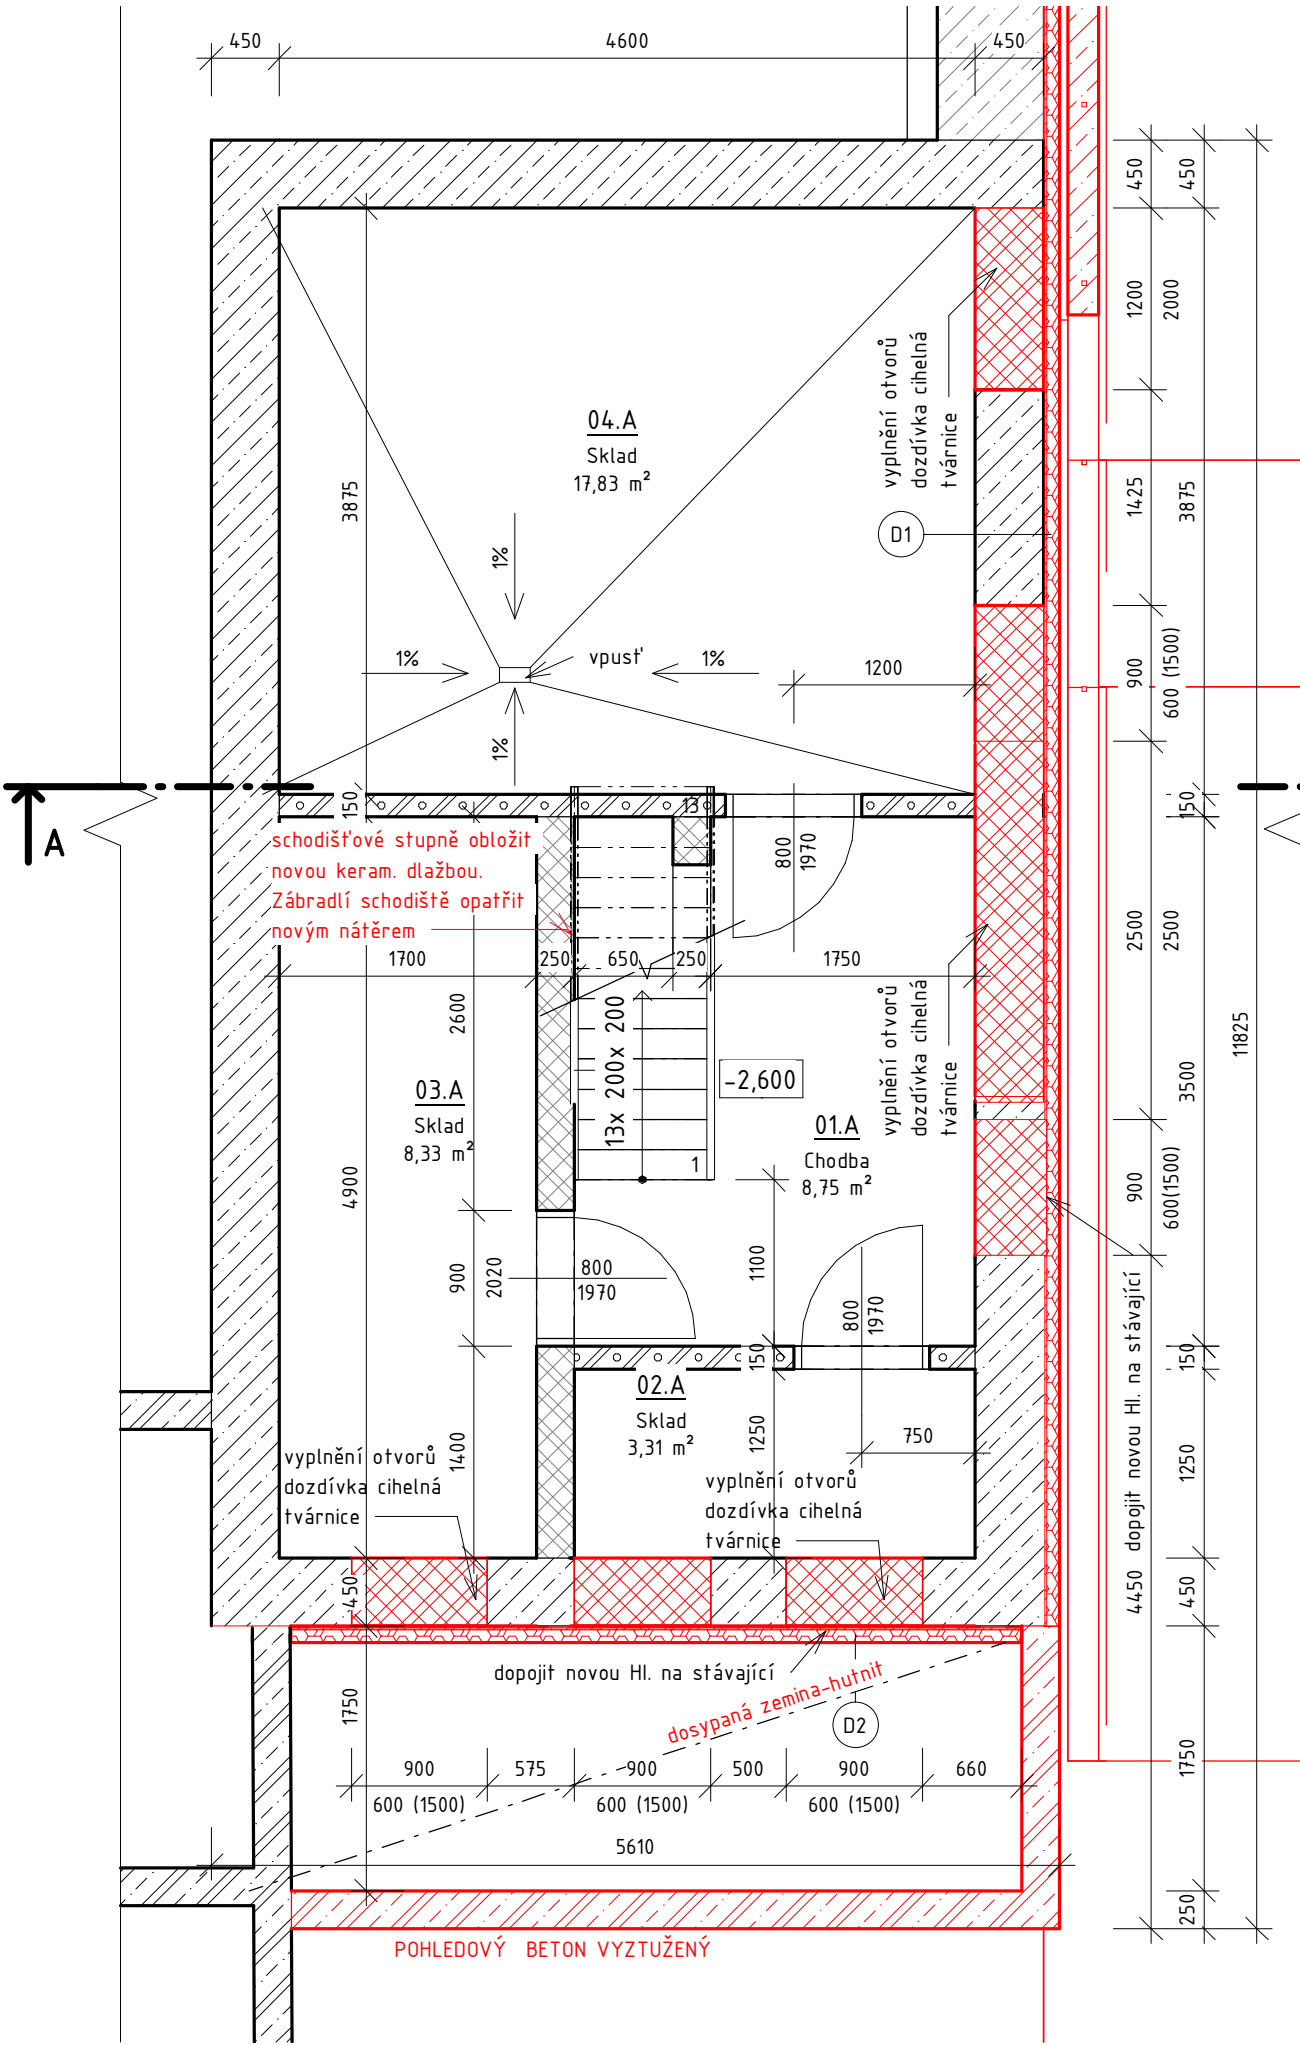 450
4600
450
450
450
1200
2000
vyplnění otvorů
dozdívka cihelná
tvárnice
04.A
Sklad
17,83 m²
3875
1425
3875
D1
1%
1%
vpusť
1%
1200
900
600 (1500)
1%
150
13
150
A
schodišťové stupně obložit
novou keram. dlažbou.
Zábradlí schodiště opatřit
novým nátěrem
800
1970
2500
2500
1700
250
650
250
1750
2600
13x 200x 200
vyplnění otvorů
dozdívka cihelná
tvárnice
11825
-2,600
03.A
Sklad
8,33 m²
01.A
Chodba
8,75 m²
3500
1
4900
900
600(1500)
900
2020
800
1970
1100
800
1970
150
150
02.A
Sklad
3,31 m²
4450 dopojit novou HI. na stávající
1400
1250
750
1250
vyplnění otvorů
dozdívka cihelná
tvárnice
vyplnění otvorů
dozdívka cihelná
tvárnice
450
450
dopojit novou HI. na stávající
dosypaná zemina-hutnit
D2
1750
1750
900
575
900
500
900
660
600 (1500)
600 (1500)
600 (1500)
5610
250
POHLEDOVÝ BETON VYZTUŽENÝ